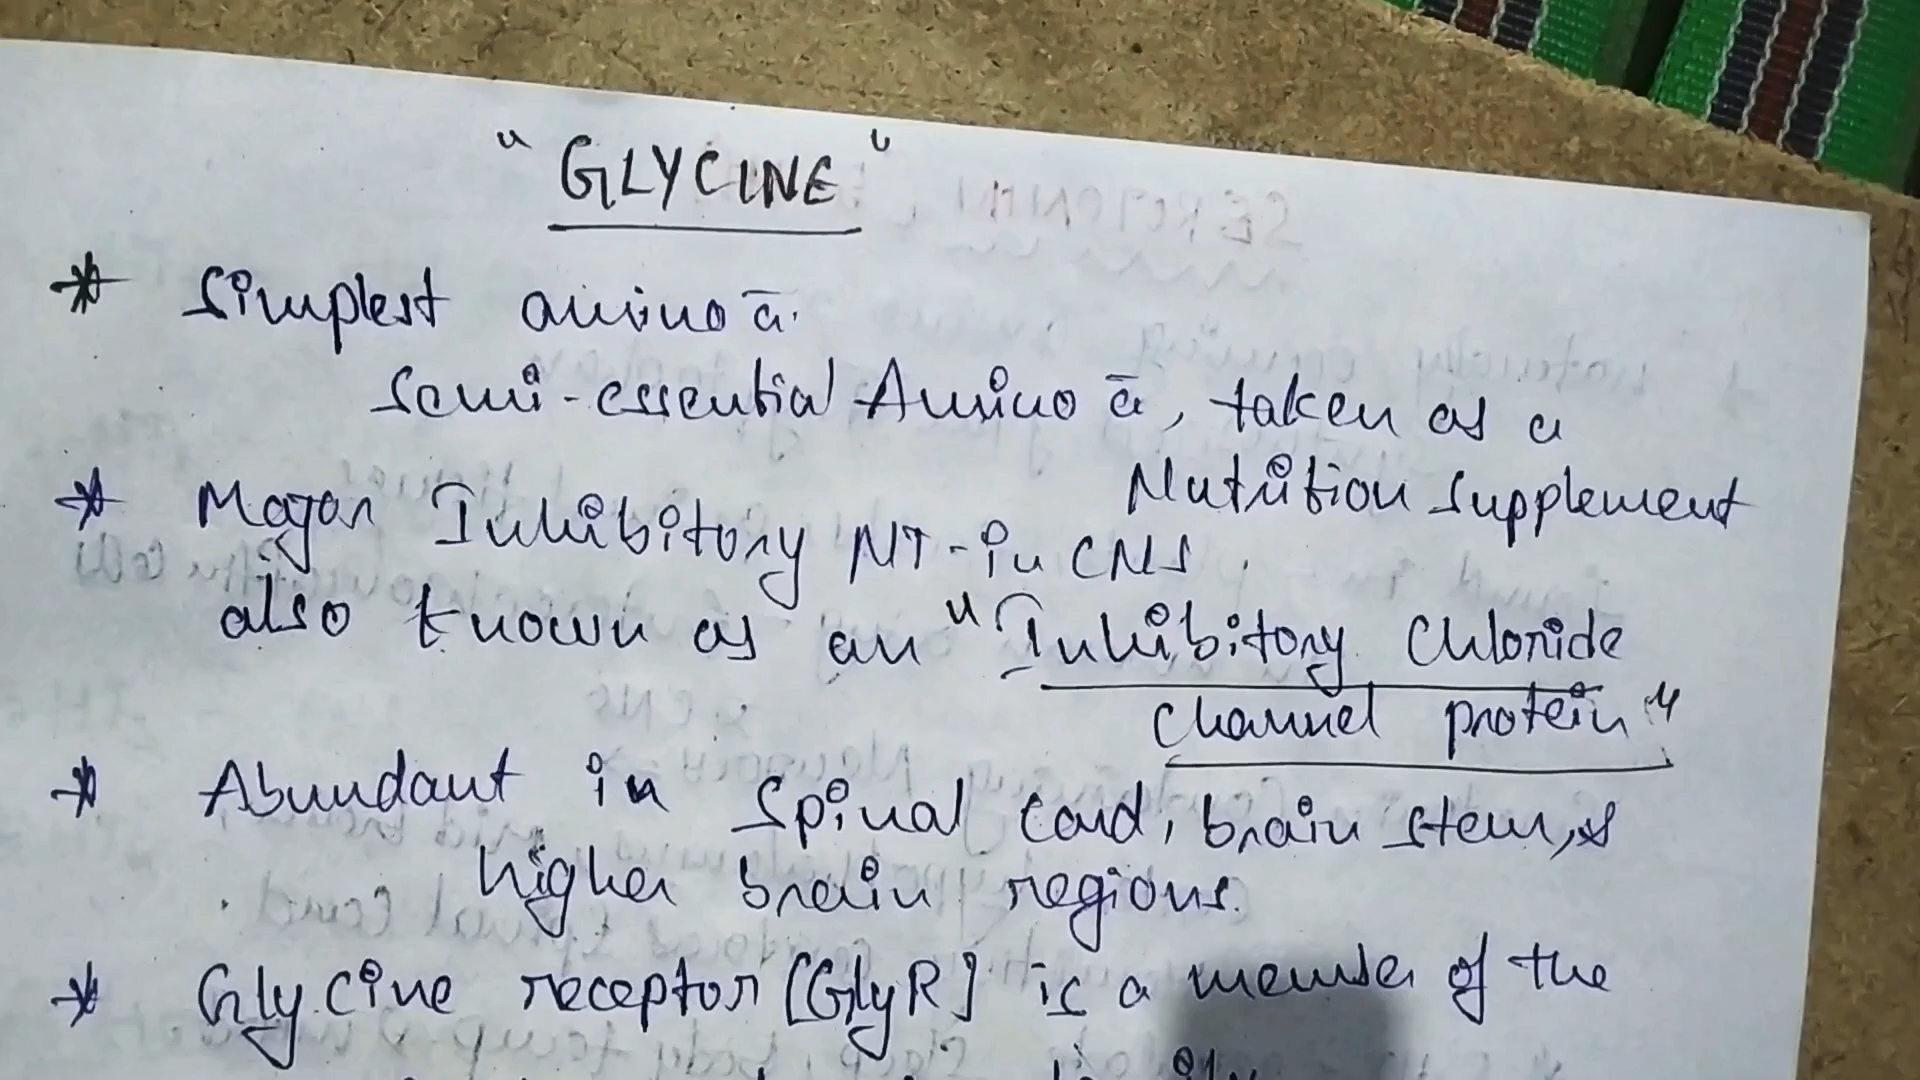 "GLYCINE"
* Simplest amino ā.
Semi-essential Amino ā, taken as a
Nutrition Supplement
* Major Inhibitory NT-in CNS.
also known as an "Inhibitory Chloride
channel protein"
* Abundant in Spinal Cord, brain stem, &
higher brain regions.
* Glycine receptor [GlyR] is a member of the